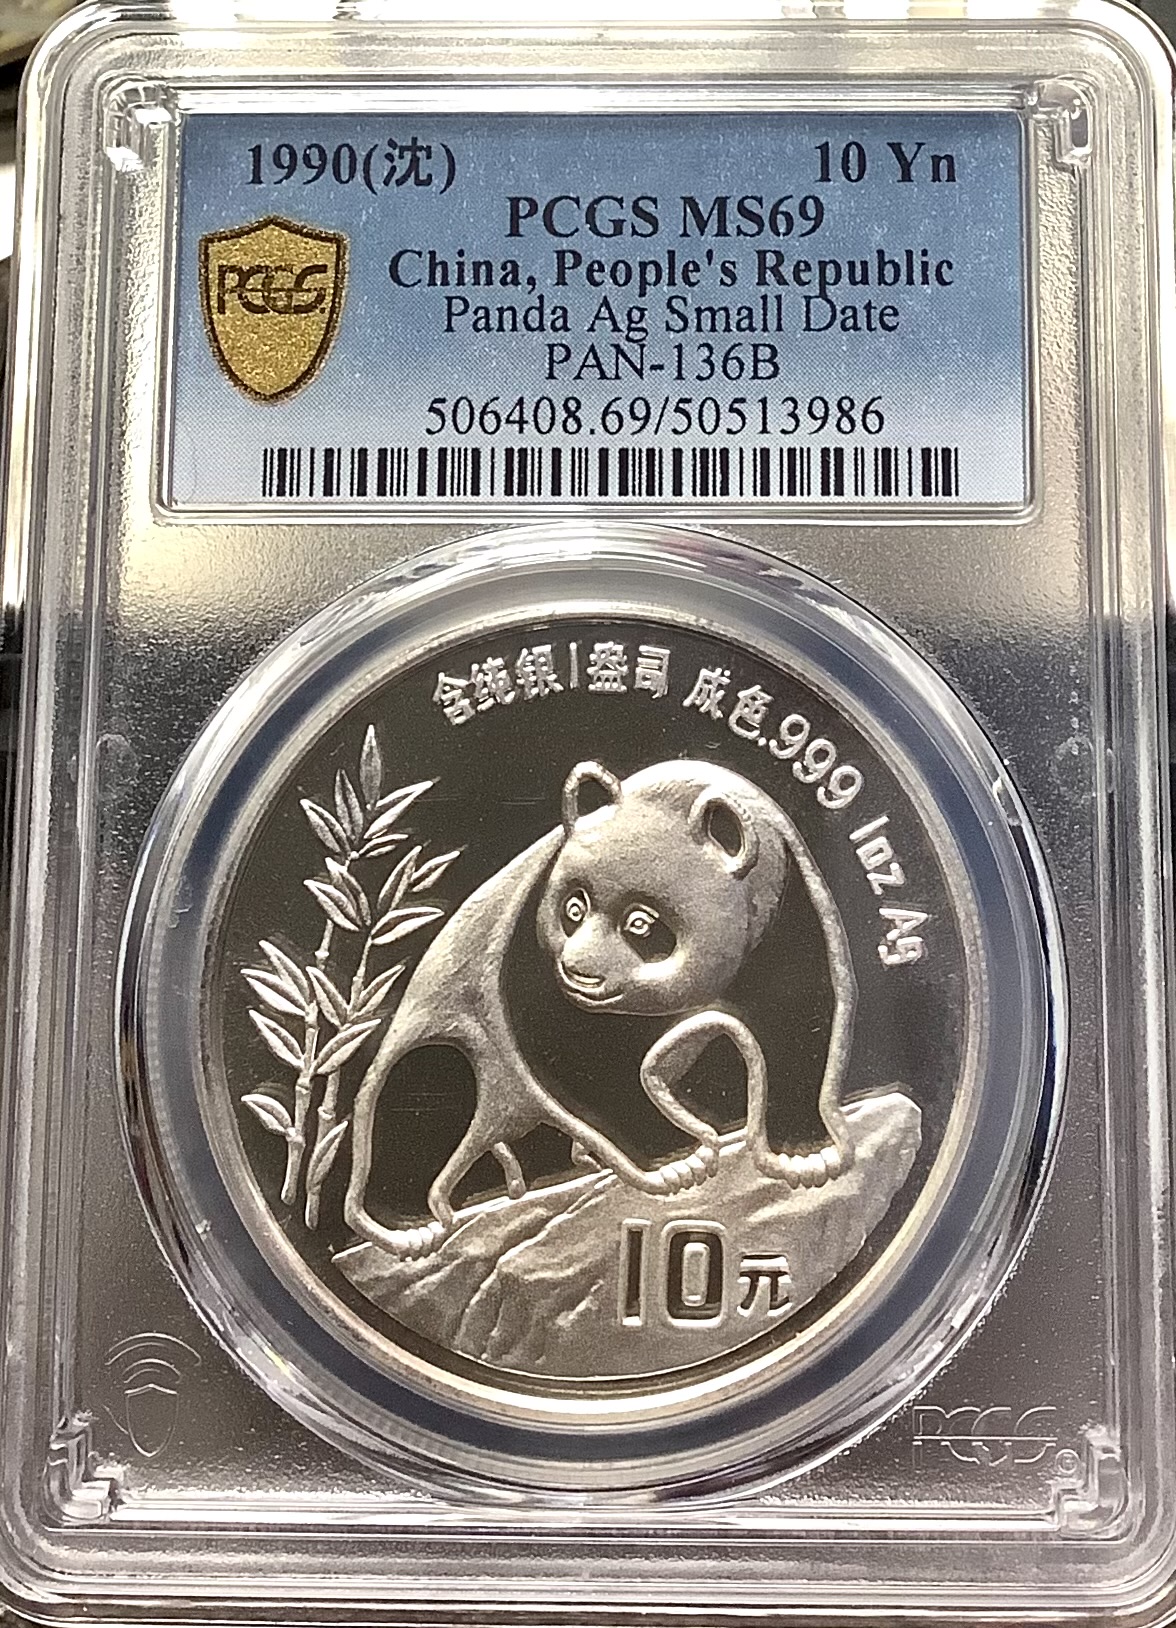 1990(沈) 10 Yn
PCGS MS69
China, People's Republic
Panda Ag Small Date
PAN-136B
506408.69/50513986
PCGS
含纯银1盎司 成色.999 1oz Ag
10元
PCGS